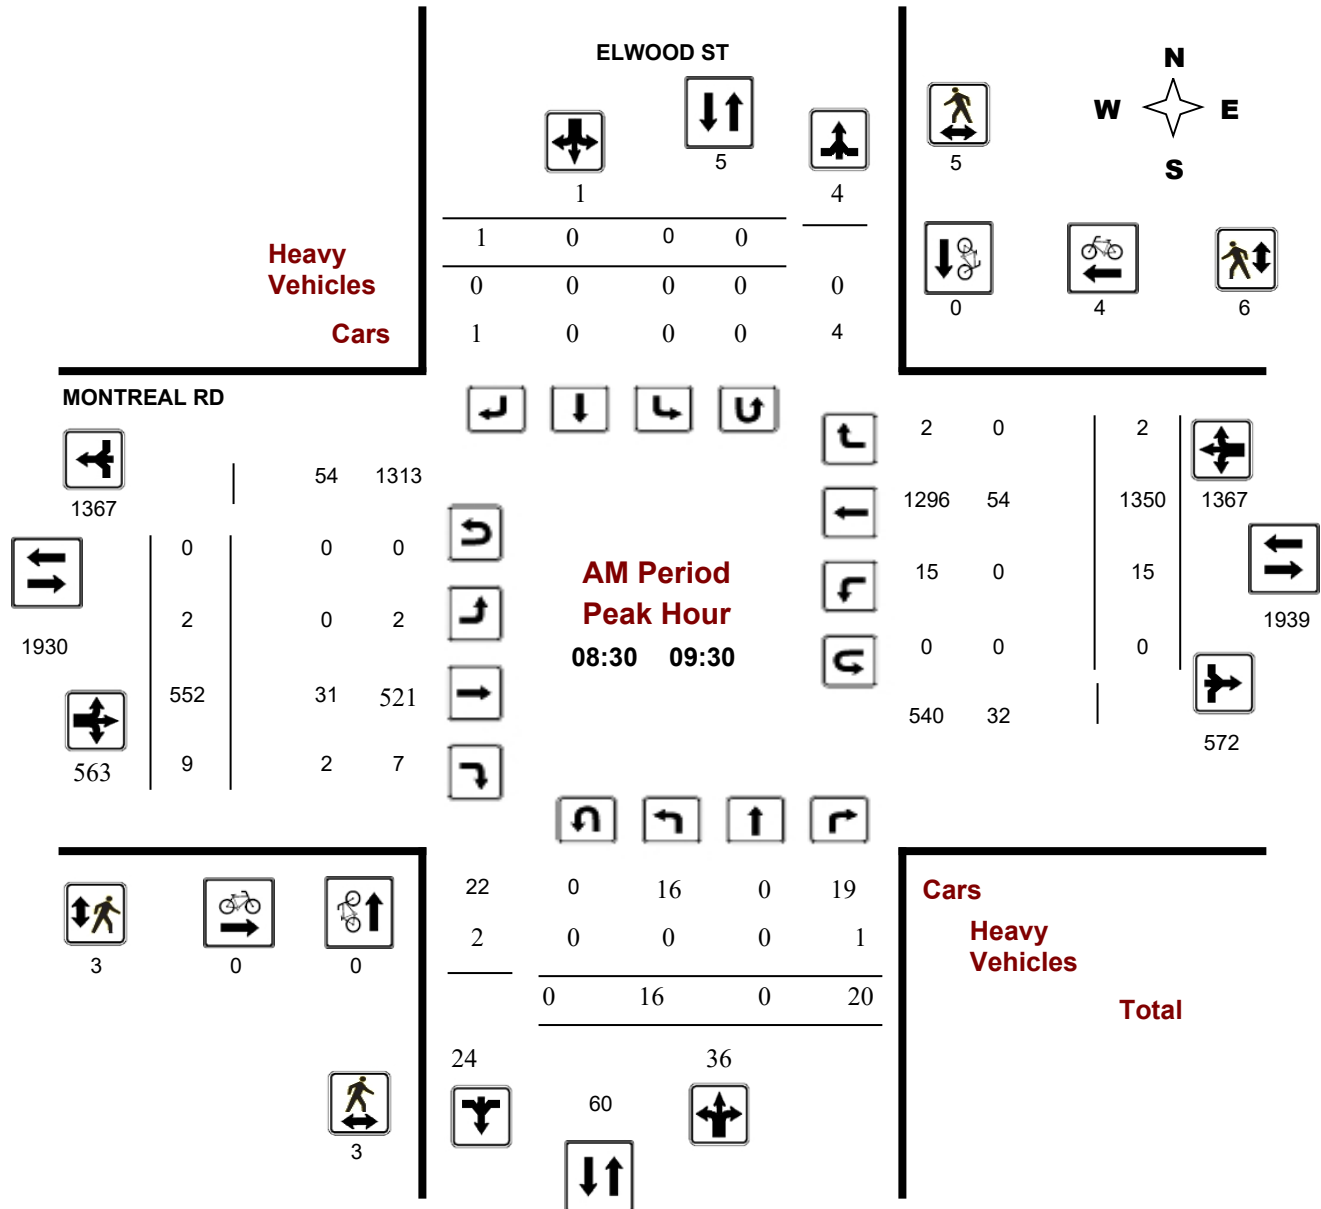 ELWOOD ST
N
W E
S
5
5
1
4
1 0 0 0
Heavy
Vehicles
0 0 0 0 0
Cars
1 0 0 0 4
0 4 6
MONTREAL RD
2 0 2
54 1313
1367
1296 54 1350 1367
0 0 0
AM Period
15 0 15
Peak Hour
2 0 2
1939
1930
08:30 09:30
0 0 0
552 31 521
540 32
572
563
9 2 7
22 0 16 0 19
Cars
2 0 0 0 1
Heavy
Vehicles
3 0 0
0 16 0 20
Total
24 36
60
3